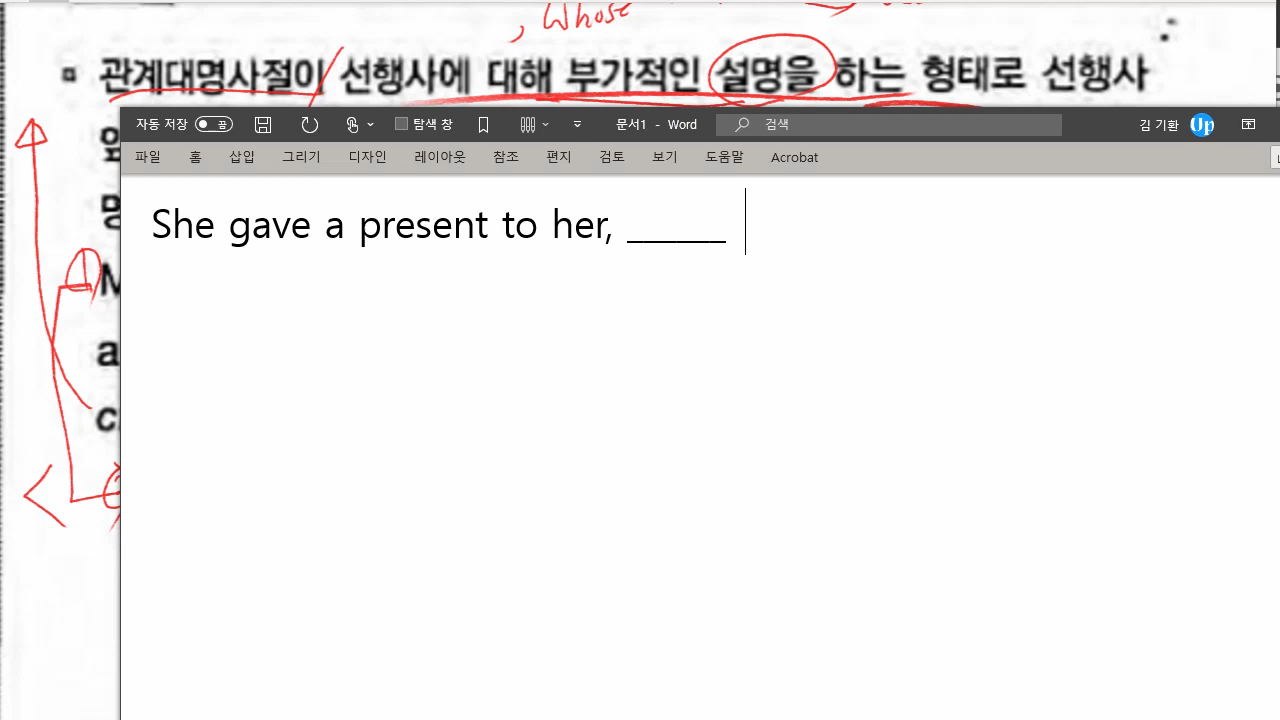 , Whose
관계대명사절이 선행사에 대해 부가적인 설명을 하는 형태로 선행사
자동 저장 끔 탐색 창 문서1 - Word 검색 김 기환 Up
파일 홈 삽입 그리기 디자인 레이아웃 참조 편지 검토 보기 도움말 Acrobat
She gave a present to her, ______
① M
a
c